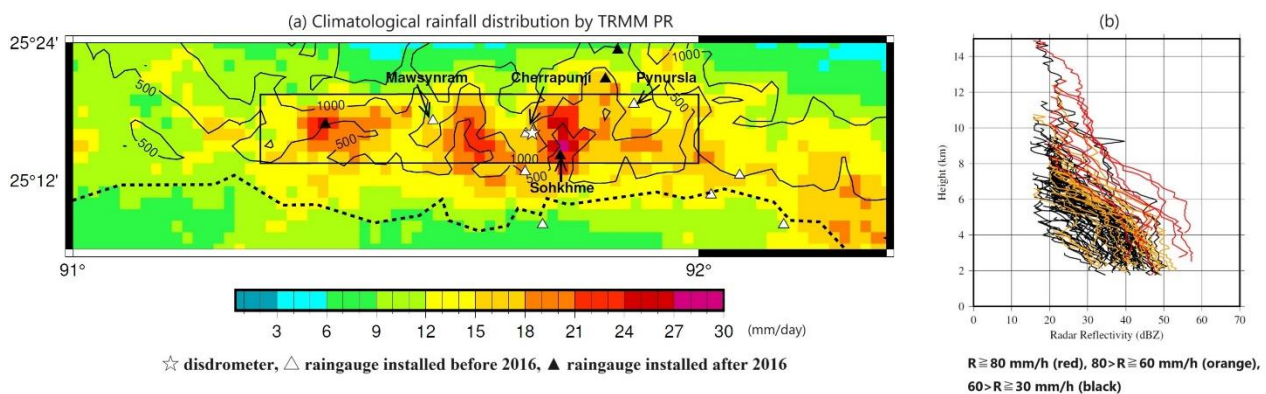 (a) Climatological rainfall distribution by TRMM PR
25°24'
25°12'
91°
92°
500
500
1000
500
1000
500
1000
500
Mawsynram
Cherrapunji
Pynursla
Sohkhme
3 6 9 12 15 18 21 24 27 30 (mm/day)
☆ disdrometer, △ raingauge installed before 2016, ▲ raingauge installed after 2016
(b)
Height (km)
14
12
10
8
6
4
2
0
0 10 20 30 40 50 60 70
Radar Reflectivity (dBZ)
R≧80 mm/h (red), 80>R≧60 mm/h (orange),
60>R≧30 mm/h (black)